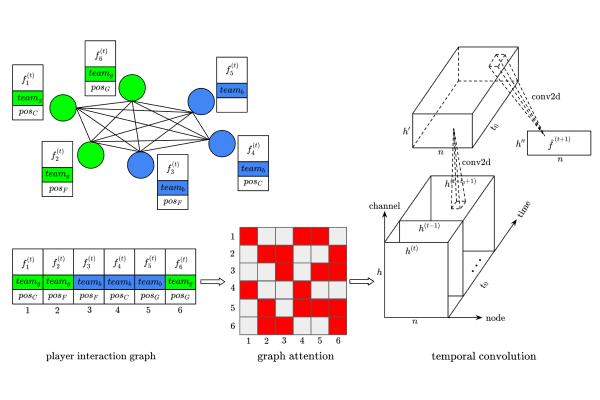 f_1^{(t)}
team_g
pos_C
f_6^{(t)}
team_g
pos_G
f_5^{(t)}
team_b
f_2^{(t)}
team_g
pos_F
f_3^{(t)}
team_b
pos_F
f_4^{(t)}
team_b
pos_C
f_1^{(t)} f_2^{(t)} f_3^{(t)} f_4^{(t)} f_5^{(t)} f_6^{(t)}
team_g team_g team_b team_b team_b team_g
pos_C pos_F pos_F pos_C pos_G pos_G
1 2 3 4 5 6
player interaction graph
1
2
3
4
5
6
1 2 3 4 5 6
graph attention
h′
n
t_0
conv2d
h″
f^{(t+1)}
n
conv2d
channel
time
h^{(t-1)}
h^{(t)}
h
n
t_0
node
temporal convolution